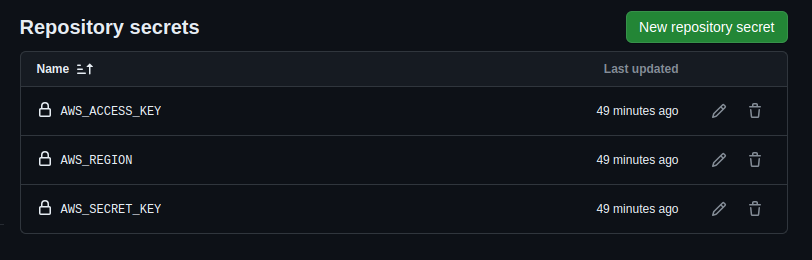 Repository secrets
New repository secret
Name
Last updated
AWS_ACCESS_KEY
49 minutes ago
AWS_REGION
49 minutes ago
AWS_SECRET_KEY
49 minutes ago